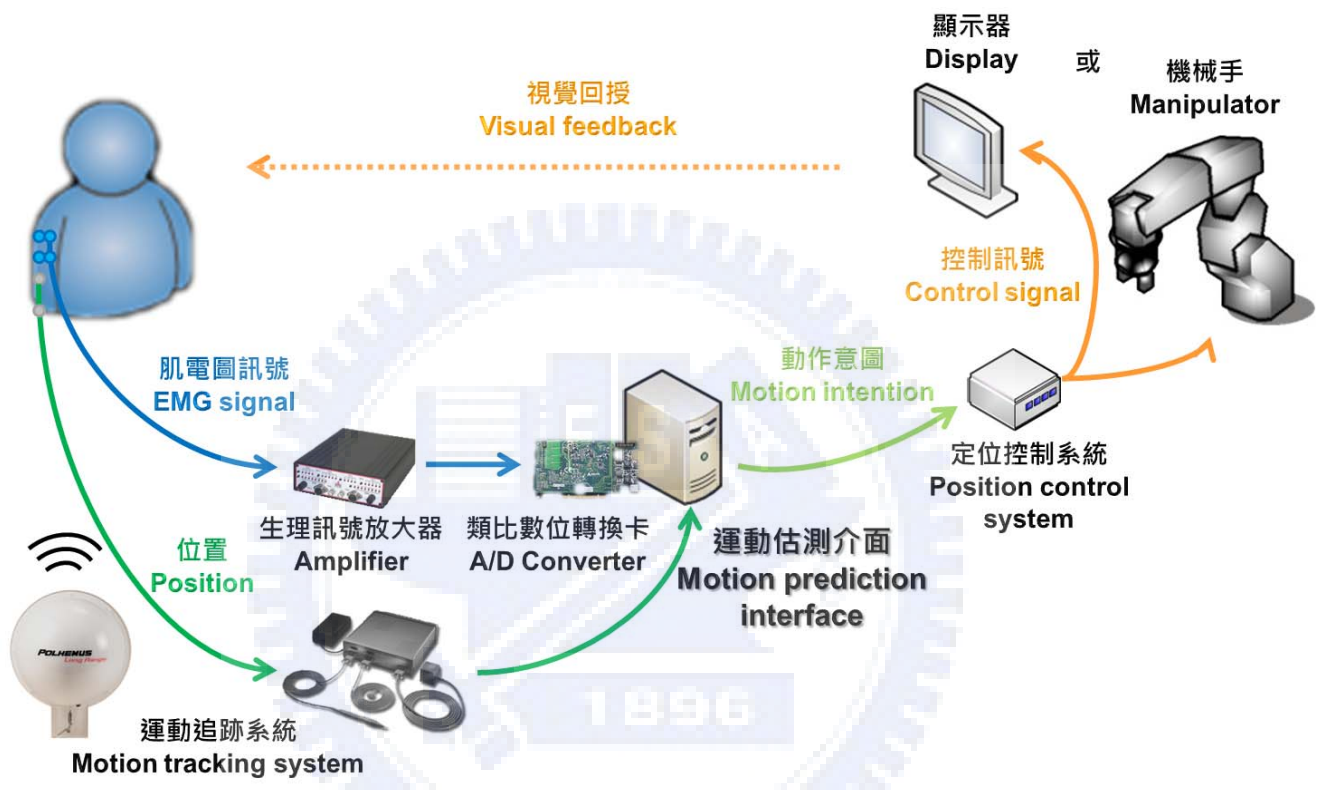 顯示器
Display
或
機械手
Manipulator
視覺回授
Visual feedback
控制訊號
Control signal
肌電圖訊號
EMG signal
動作意圖
Motion intention
定位控制系統
Position control
system
生理訊號放大器
Amplifier
類比數位轉換卡
A/D Converter
運動估測介面
Motion prediction
interface
位置
Position
POLHEMUS
Long Range
運動追跡系統
Motion tracking system
1896